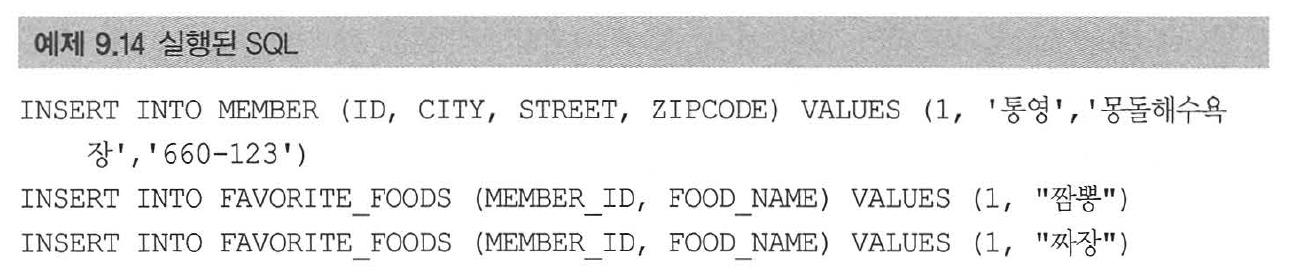 예제 9.14 실행된 SQL
INSERT INTO MEMBER (ID, CITY, STREET, ZIPCODE) VALUES (1, '통영','몽돌해수욕
장','660-123')
INSERT INTO FAVORITE_FOODS (MEMBER_ID, FOOD_NAME) VALUES (1, "짬뽕")
INSERT INTO FAVORITE_FOODS (MEMBER_ID, FOOD_NAME) VALUES (1, "짜장")